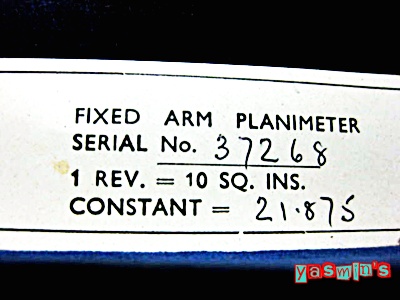 FIXED ARM PLANIMETER
SERIAL No. 37268
1 REV. = 10 SQ. INS.
CONSTANT = 21.875
yasmin's